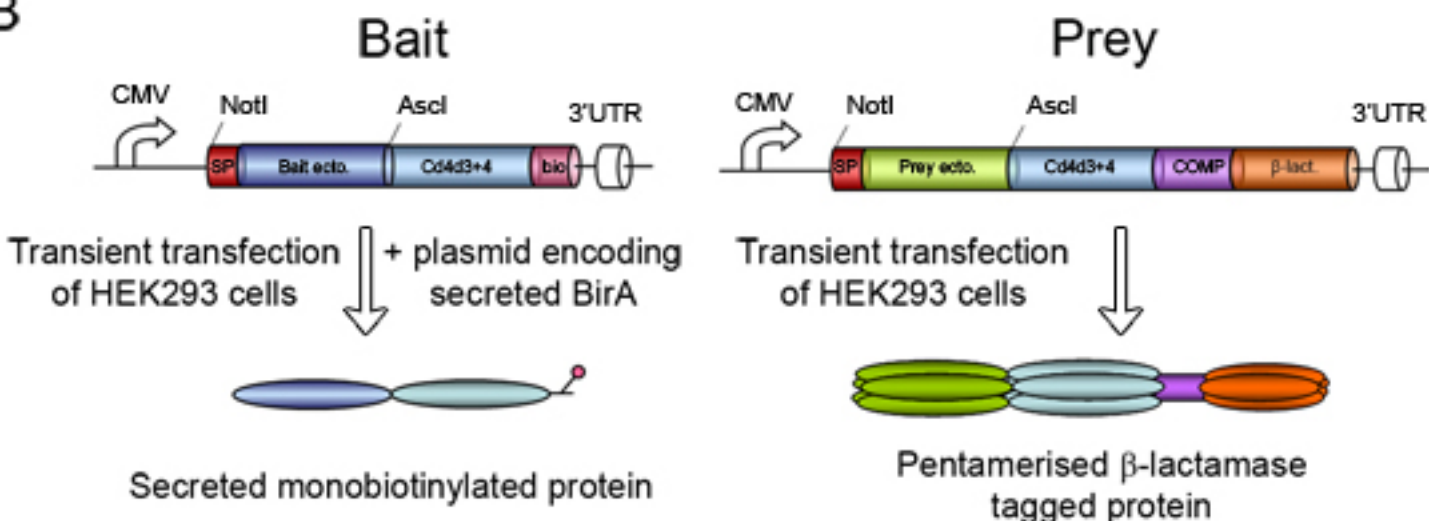 B
Bait
Prey
CMV
NotI
AscI
3'UTR
SP
Bait ecto.
Cd4d3+4
bio
CMV
NotI
AscI
3'UTR
SP
Prey ecto.
Cd4d3+4
COMP
β-lact.
Transient transfection
of HEK293 cells
+ plasmid encoding
secreted BirA
Transient transfection
of HEK293 cells
Secreted monobiotinylated protein
Pentamerised β-lactamase
tagged protein